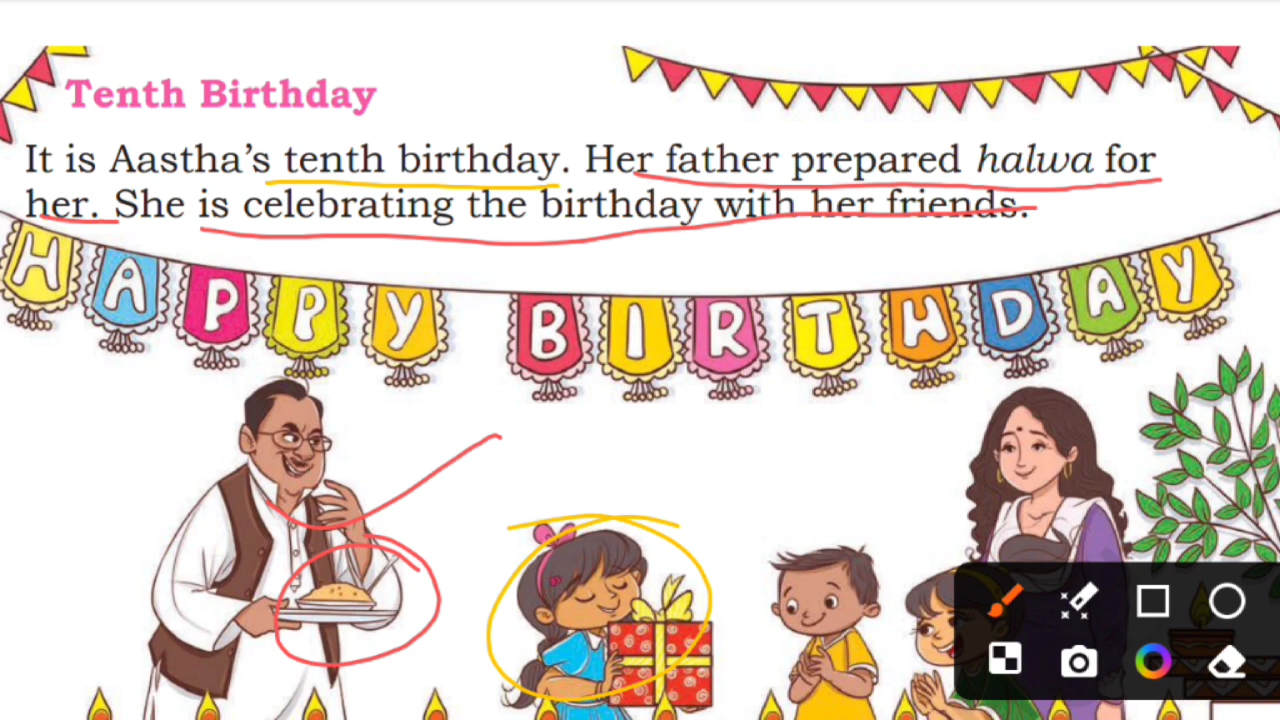 Tenth Birthday
It is Aastha's tenth birthday. Her father prepared halwa for
her. She is celebrating the birthday with her friends.
HAPPY BIRTHDAY